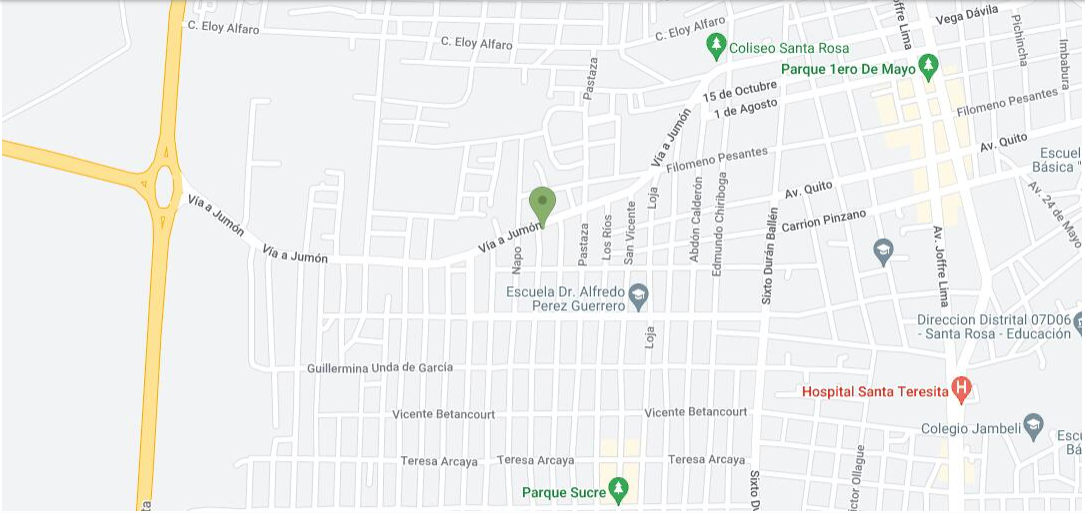 C. Eloy Alfaro
C. Eloy Alfaro
C. Eloy Alfaro
Joffre Lima
Vega Dávila
Pichincha
Imbabura
Coliseo Santa Rosa
Parque 1ero De Mayo
Pastaza
15 de Octubre
1 de Agosto
Filomeno Pesantes
Vía a Jumón
Filomeno Pesantes
Av. Quito
Escuel
Básica "
Av. 24 de Mayo
Av. Quito
Carrion Pinzano
Vía a Jumón
Vía a Jumón
Vía a Jumón
Napo
Pastaza
Los Ríos
San Vicente
Loja
Abdón Calderón
Edmundo Chiriboga
Sixto Durán Ballén
Av. Joffre Lima
Escuela Dr. Alfredo
Perez Guerrero
Loja
Direccion Distrital 07D06
- Santa Rosa - Educación
Guillermina Unda de García
Hospital Santa Teresita
Vicente Betancourt
Vicente Betancourt
Colegio Jambeli
Escu
Bá
Teresa Arcaya
Teresa Arcaya
Teresa Arcaya
Parque Sucre
Sixto D
ictor Ollague
ta